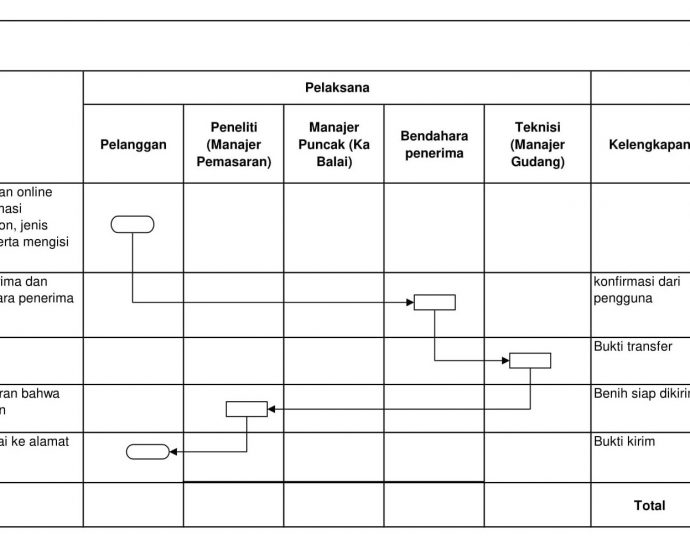 Pelaksana
Pelanggan
Peneliti
(Manajer
Pemasaran)
Manajer
Puncak (Ka
Balai)
Bendahara
penerima
Teknisi
(Manajer
Gudang)
Kelengkapan
an online
masi
on, jenis
erta mengisi
rima dan
ara penerima
konfirmasi dari
pengguna
Bukti transfer
ran bahwa
n
Benih siap dikirim
ai ke alamat
Bukti kirim
Total